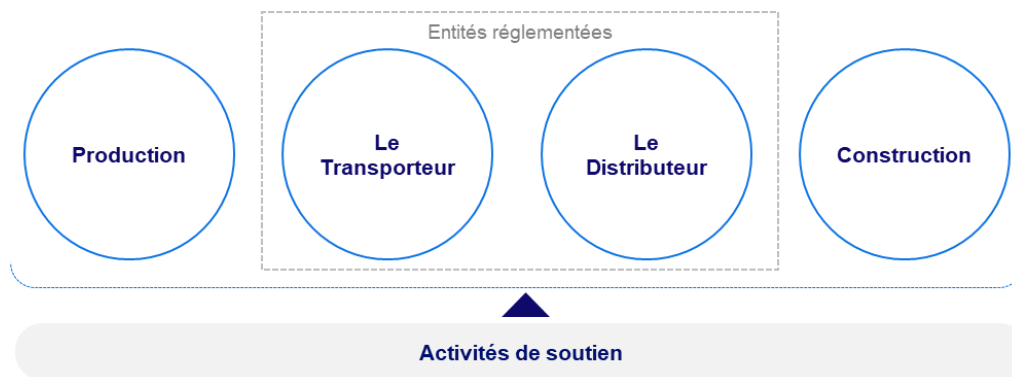 Entités réglementées
Production
Le
Transporteur
Le
Distributeur
Construction
Activités de soutien